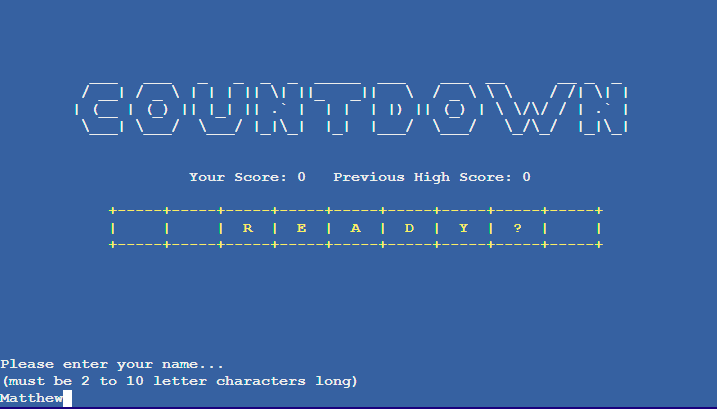 COUNTDOWN
Your Score: 0 Previous High Score: 0
R E A D Y ?
Please enter your name...
(must be 2 to 10 letter characters long)
Matthew